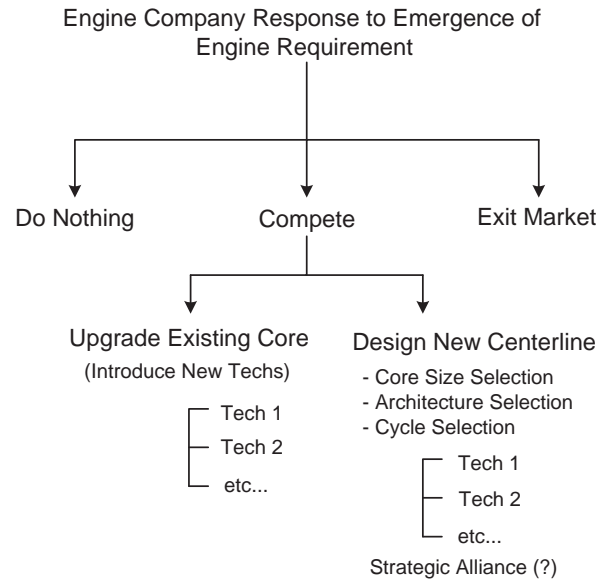 Engine Company Response to Emergence of
Engine Requirement
Do Nothing
Compete
Exit Market
Upgrade Existing Core
(Introduce New Techs)
Tech 1
Tech 2
etc...
Design New Centerline
- Core Size Selection
- Architecture Selection
- Cycle Selection
Tech 1
Tech 2
etc...
Strategic Alliance (?)